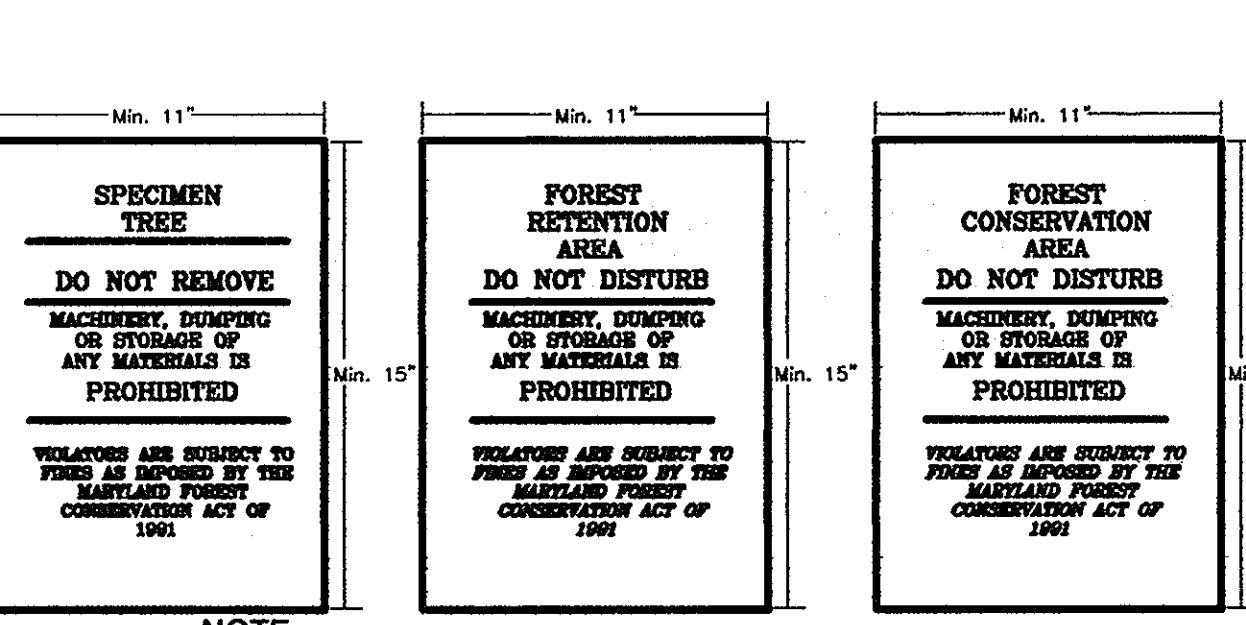 Min. 11"
SPECIMEN
TREE
DO NOT REMOVE
MACHINERY, DUMPING
OR STORAGE OF
ANY MATERIALS IS
PROHIBITED
VIOLATORS ARE SUBJECT TO
FINES AS IMPOSED BY THE
MARYLAND FOREST
CONSERVATION ACT OF
1991
Min. 15"
Min. 11"
FOREST
RETENTION
AREA
DO NOT DISTURB
MACHINERY, DUMPING
OR STORAGE OF
ANY MATERIALS IS
PROHIBITED
VIOLATORS ARE SUBJECT TO
FINES AS IMPOSED BY THE
MARYLAND FOREST
CONSERVATION ACT OF
1991
Min. 15"
Min. 11"
FOREST
CONSERVATION
AREA
DO NOT DISTURB
MACHINERY, DUMPING
OR STORAGE OF
ANY MATERIALS IS
PROHIBITED
VIOLATORS ARE SUBJECT TO
FINES AS IMPOSED BY THE
MARYLAND FOREST
CONSERVATION ACT OF
1991
NOTE